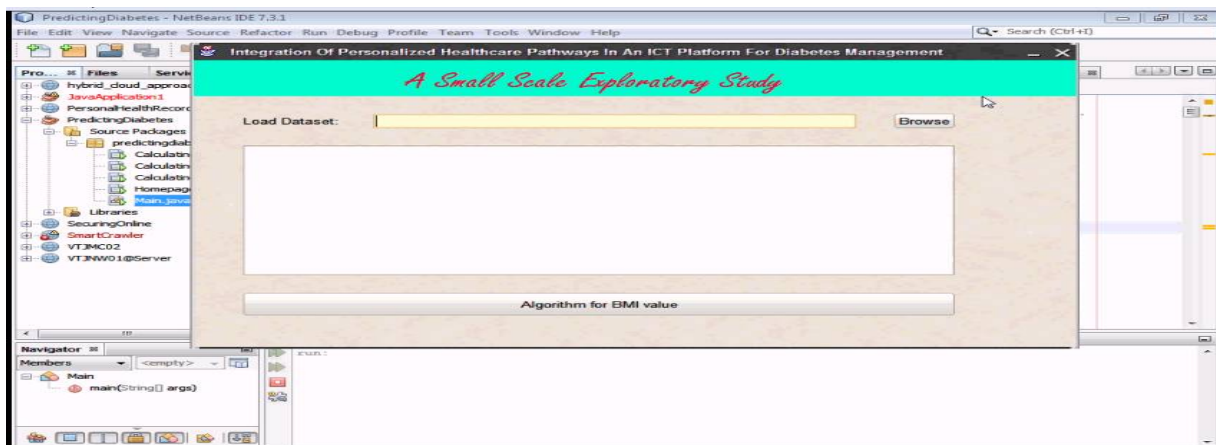 PredictingDiabetes - NetBeans IDE 7.3.1
File Edit View Navigate Source Refactor Run Debug Profile Team Tools Window Help
Search (Ctrl+I)
Integration Of Personalized Healthcare Pathways In An ICT Platform For Diabetes Management
A Small Scale Exploratory Study
Pro... Files Servi
hybrid_cloud_approac
JavaApplication1
PersonalHealthRecorc
PredictingDiabetes
Source Packages
predictingdiab
Calculatin
Calculatin
Calculatin
Homepage
Main.java
Libraries
SecuringOnline
SmartCrawler
VTJMC02
VTJNW01@Server
Load Dataset:
Browse
Algorithm for BMI value
Navigator
Members <empty>
Main
main(String[] args)
run: